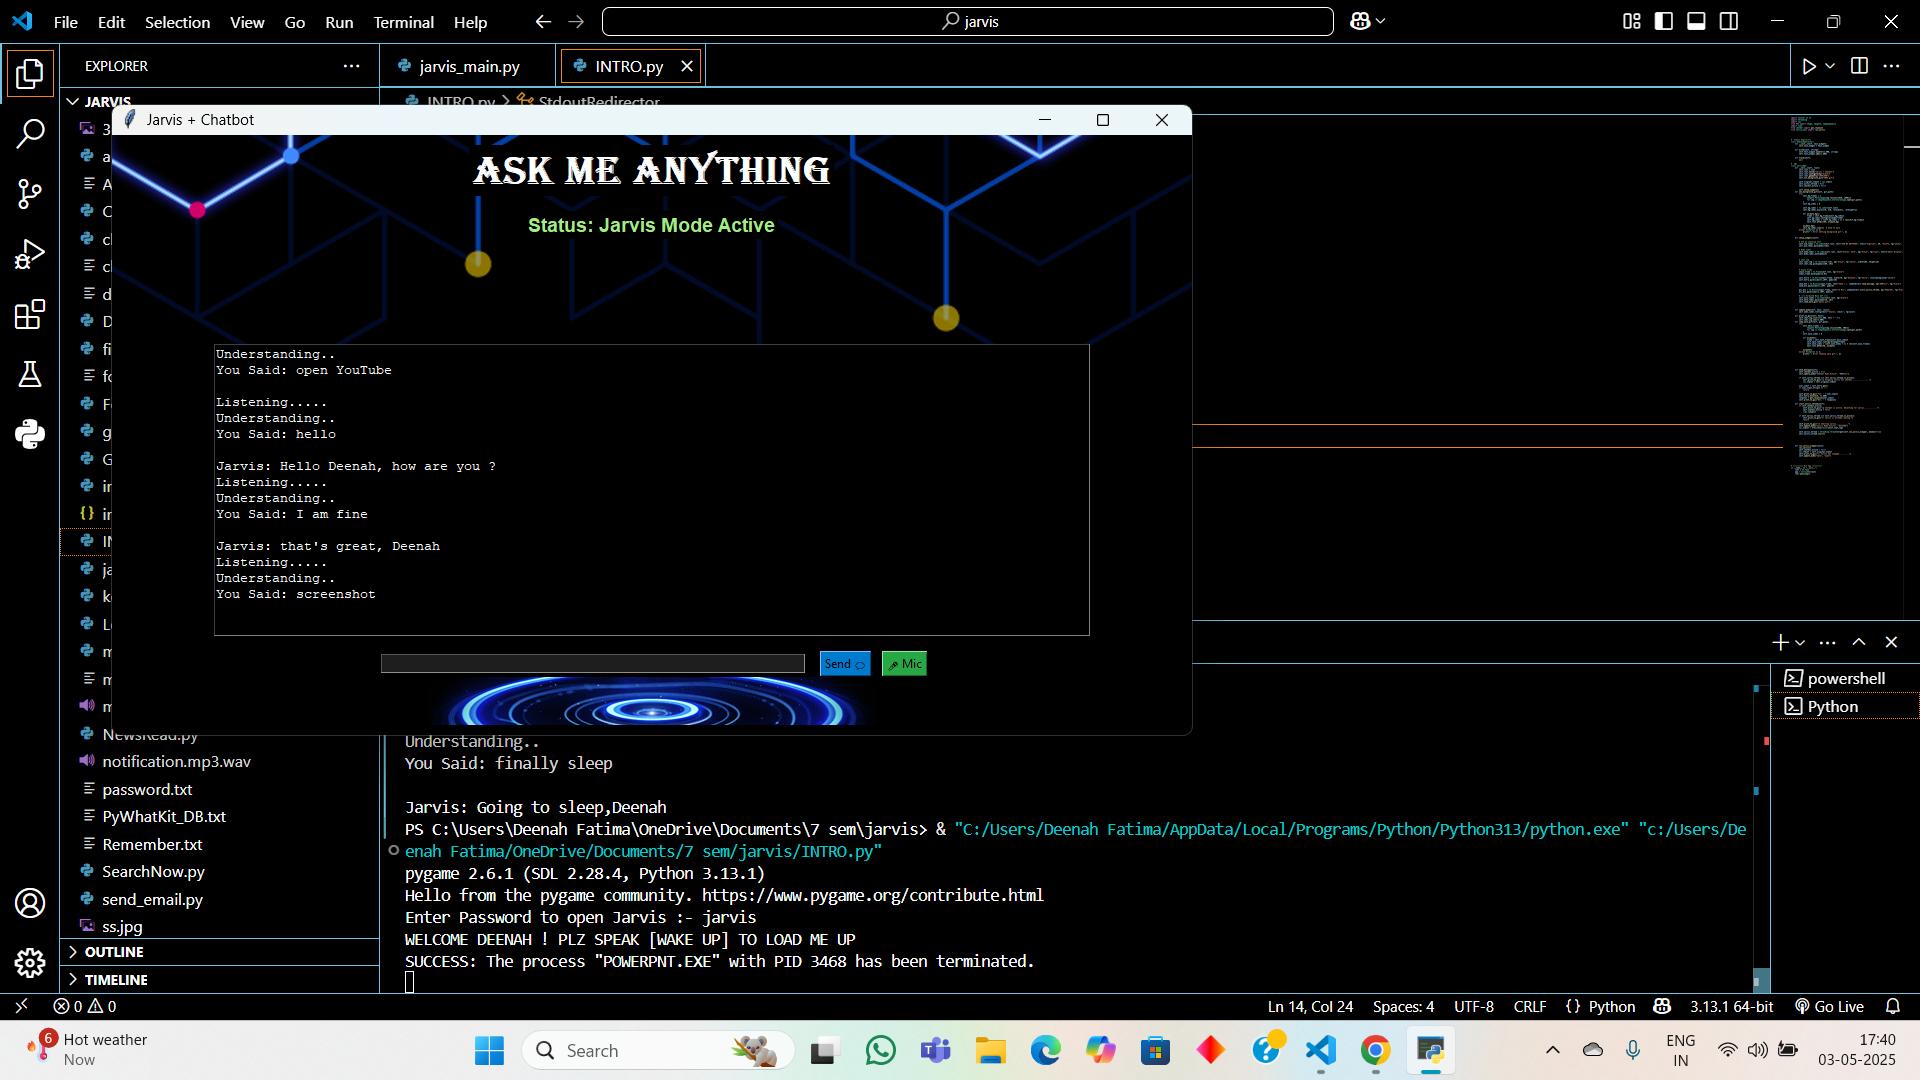 File Edit Selection View Go Run Terminal Help
jarvis
EXPLORER
jarvis_main.py
INTRO.py
JARVIS
INTRO.py > StdoutRedirector
Jarvis + Chatbot
ASK ME ANYTHING
Status: Jarvis Mode Active
Understanding..
You Said: open YouTube
Listening.....
Understanding..
You Said: hello
Jarvis: Hello Deenah, how are you ?
Listening.....
Understanding..
You Said: I am fine
Jarvis: that's great, Deenah
Listening.....
Understanding..
You Said: screenshot
Send
Mic
powershell
Python
NewsRead.py
notification.mp3.wav
password.txt
PyWhatKit_DB.txt
Remember.txt
SearchNow.py
send_email.py
ss.jpg
OUTLINE
TIMELINE
Understanding..
You Said: finally sleep
Jarvis: Going to sleep,Deenah
PS C:\Users\Deenah Fatima\OneDrive\Documents\7 sem\jarvis> & "C:/Users/Deenah Fatima/AppData/Local/Programs/Python/Python313/python.exe" "c:/Users/De
enah Fatima/OneDrive/Documents/7 sem/jarvis/INTRO.py"
pygame 2.6.1 (SDL 2.28.4, Python 3.13.1)
Hello from the pygame community. https://www.pygame.org/contribute.html
Enter Password to open Jarvis :- jarvis
WELCOME DEENAH ! PLZ SPEAK [WAKE UP] TO LOAD ME UP
SUCCESS: The process "POWERPNT.EXE" with PID 3468 has been terminated.
0 0
Ln 14, Col 24 Spaces: 4 UTF-8 CRLF {} Python 3.13.1 64-bit Go Live
6
Hot weather
Now
Search
ENG
IN
17:40
03-05-2025